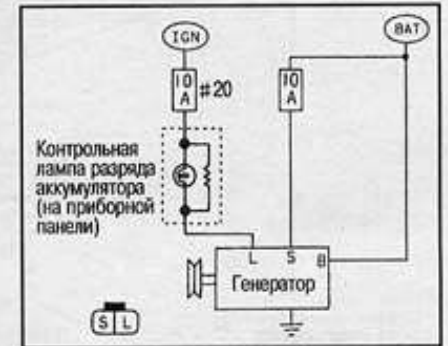 IGN
BAT
10
A
#20
10
A
Контрольная
лампа разряда
аккумулятора
(на приборной
панели)
L S B
Генератор
S L